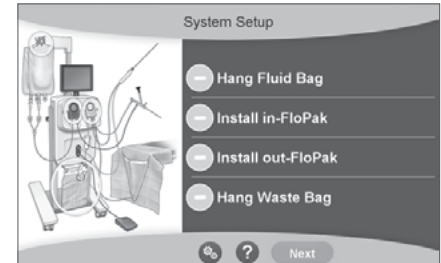 System Setup
Hang Fluid Bag
Install in-FloPak
Install out-FloPak
Hang Waste Bag
?
Next